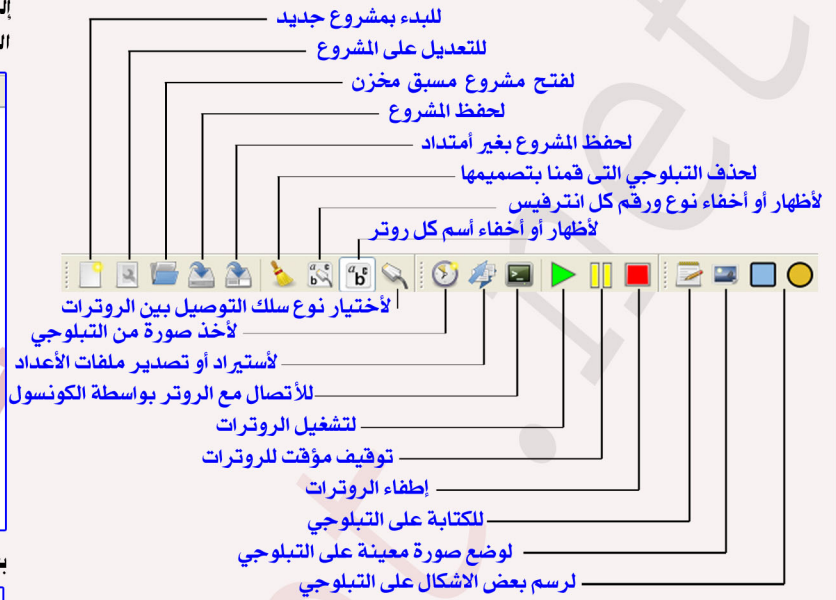 للبدء بمشروع جديد
للتعديل على المشروع
لفتح مشروع مسبق مخزن
لحفظ المشروع
لحفظ المشروع بغير أمتداد
لحذف التبلوجي التى قمنا بتصميمها
لأظهار أو أخفاء نوع ورقم كل انترفيس
لأظهار أو أخفاء أسم كل روتر
لأختيار نوع سلك التوصيل بين الروترات
لأخذ صورة من التبلوجي
لأستيراد أو تصدير ملفات الأعداد
للأتصال مع الروتر بواسطة الكونسول
لتشغيل الروترات
توقيف مؤقت للروترات
إطفاء الروترات
للكتابة على التبلوجي
لوضع صورة معينة على التبلوجي
لرسم بعض الاشكال على التبلوجي